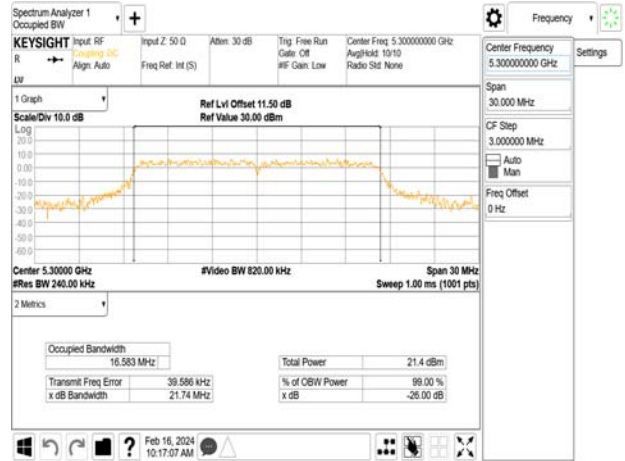 Spectrum Analyzer 1
Occupied BW
Frequency
KEYSIGHT
Input: RF
Coupling: DC
Align: Auto
Input Z: 50 Ω
Freq Ref: Int (S)
Atten: 30 dB
Trig: Free Run
Gate: Off
#IF Gain: Low
Center Freq: 5.300000000 GHz
Avg|Hold: 10/10
Radio Std: None
R
LXI
Center Frequency
5.300000000 GHz
Settings
Span
30.000 MHz
CF Step
3.000000 MHz
Auto
Man
Freq Offset
0 Hz
1 Graph
Scale/Div 10.0 dB
Ref Lvl Offset 11.50 dB
Ref Value 30.00 dBm
Log
20.0
10.0
0.00
-10.0
-20.0
-30.0
-40.0
-50.0
-60.0
Center 5.30000 GHz
#Res BW 240.00 kHz
#Video BW 820.00 kHz
Span 30 MHz
Sweep 1.00 ms (1001 pts)
2 Metrics
Occupied Bandwidth
16.583 MHz
Total Power 21.4 dBm
Transmit Freq Error 39.586 kHz
% of OBW Power 99.00 %
x dB Bandwidth 21.74 MHz
x dB -26.00 dB
?
Feb 16, 2024
10:17:07 AM